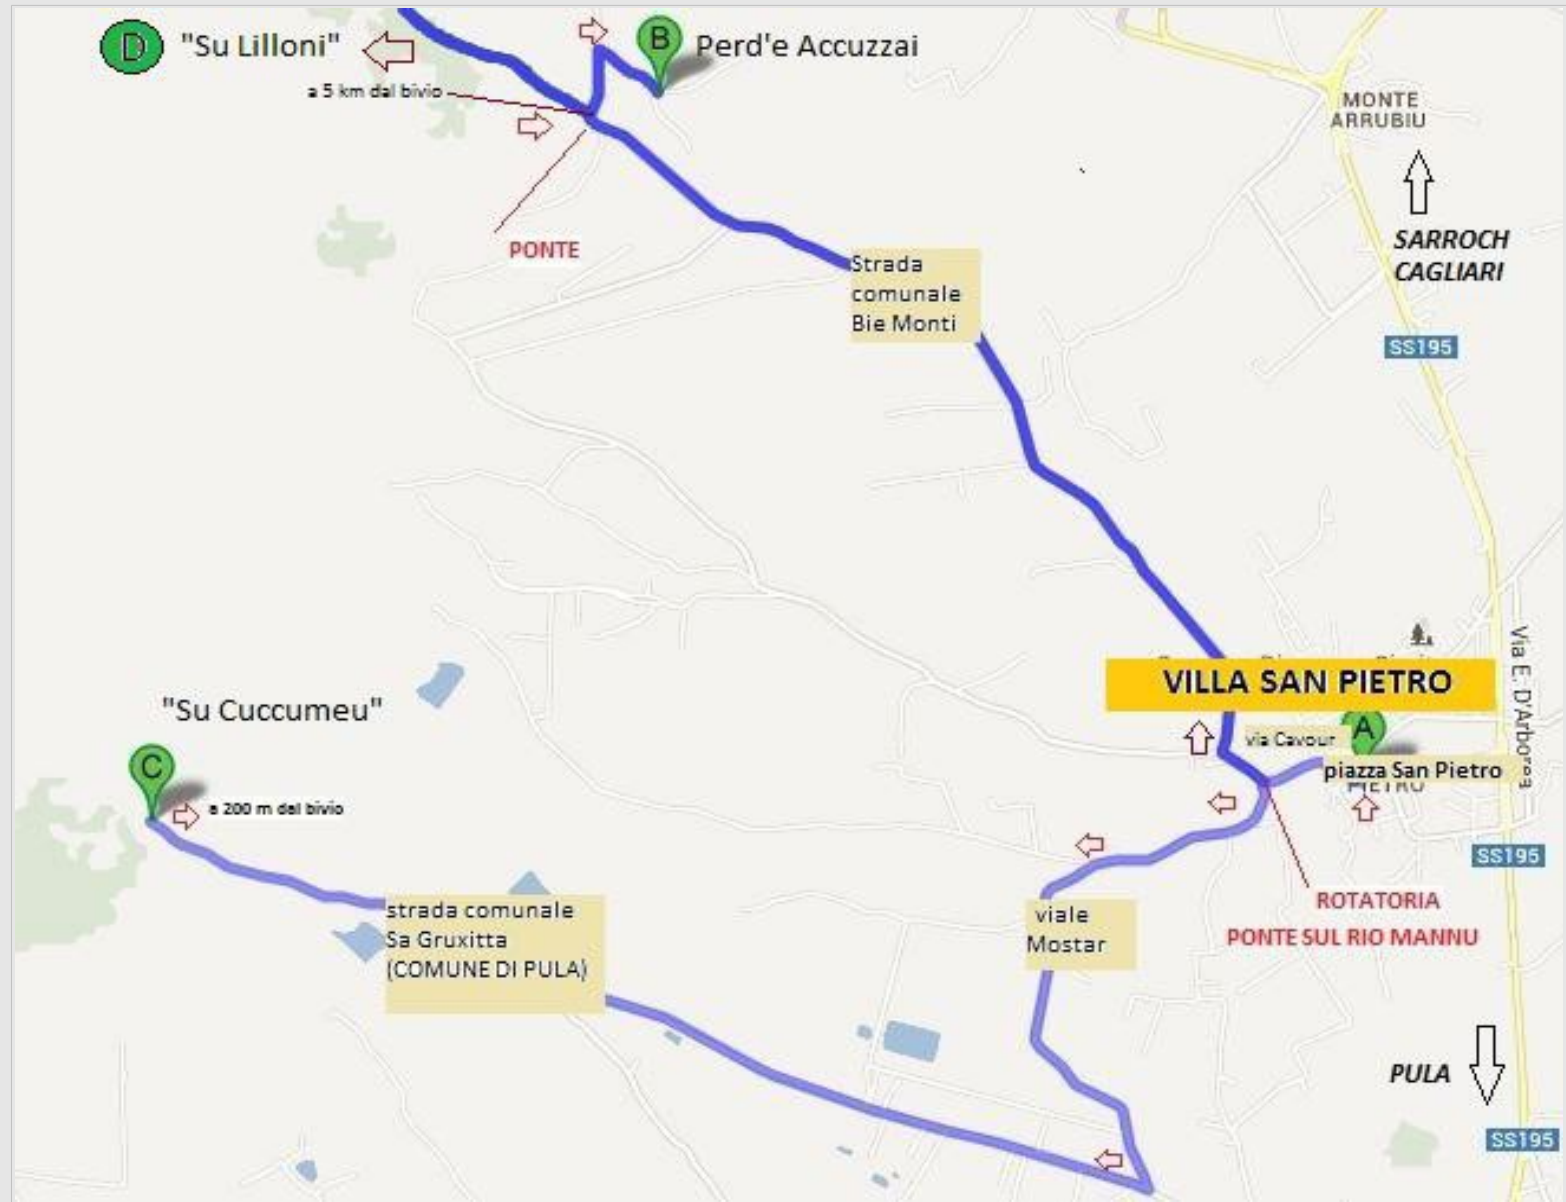 D
"Su Lilloni"
B
Perd'e Accuzzai
a 5 km dal bivio
MONTE
ARRUBIU
PONTE
SARROCH
CAGLIARI
Strada
comunale
Bie Monti
SS195
Via E. D'Arborea
VILLA SAN PIETRO
"Su Cuccumeu"
via Cavour
A
C
piazza San Pietro
PIETRO
a 200 m dal bivio
SS195
ROTATORIA
PONTE SUL RIO MANNU
strada comunale
Sa Gruxitta
(COMUNE DI PULA)
viale
Mostar
PULA
SS195